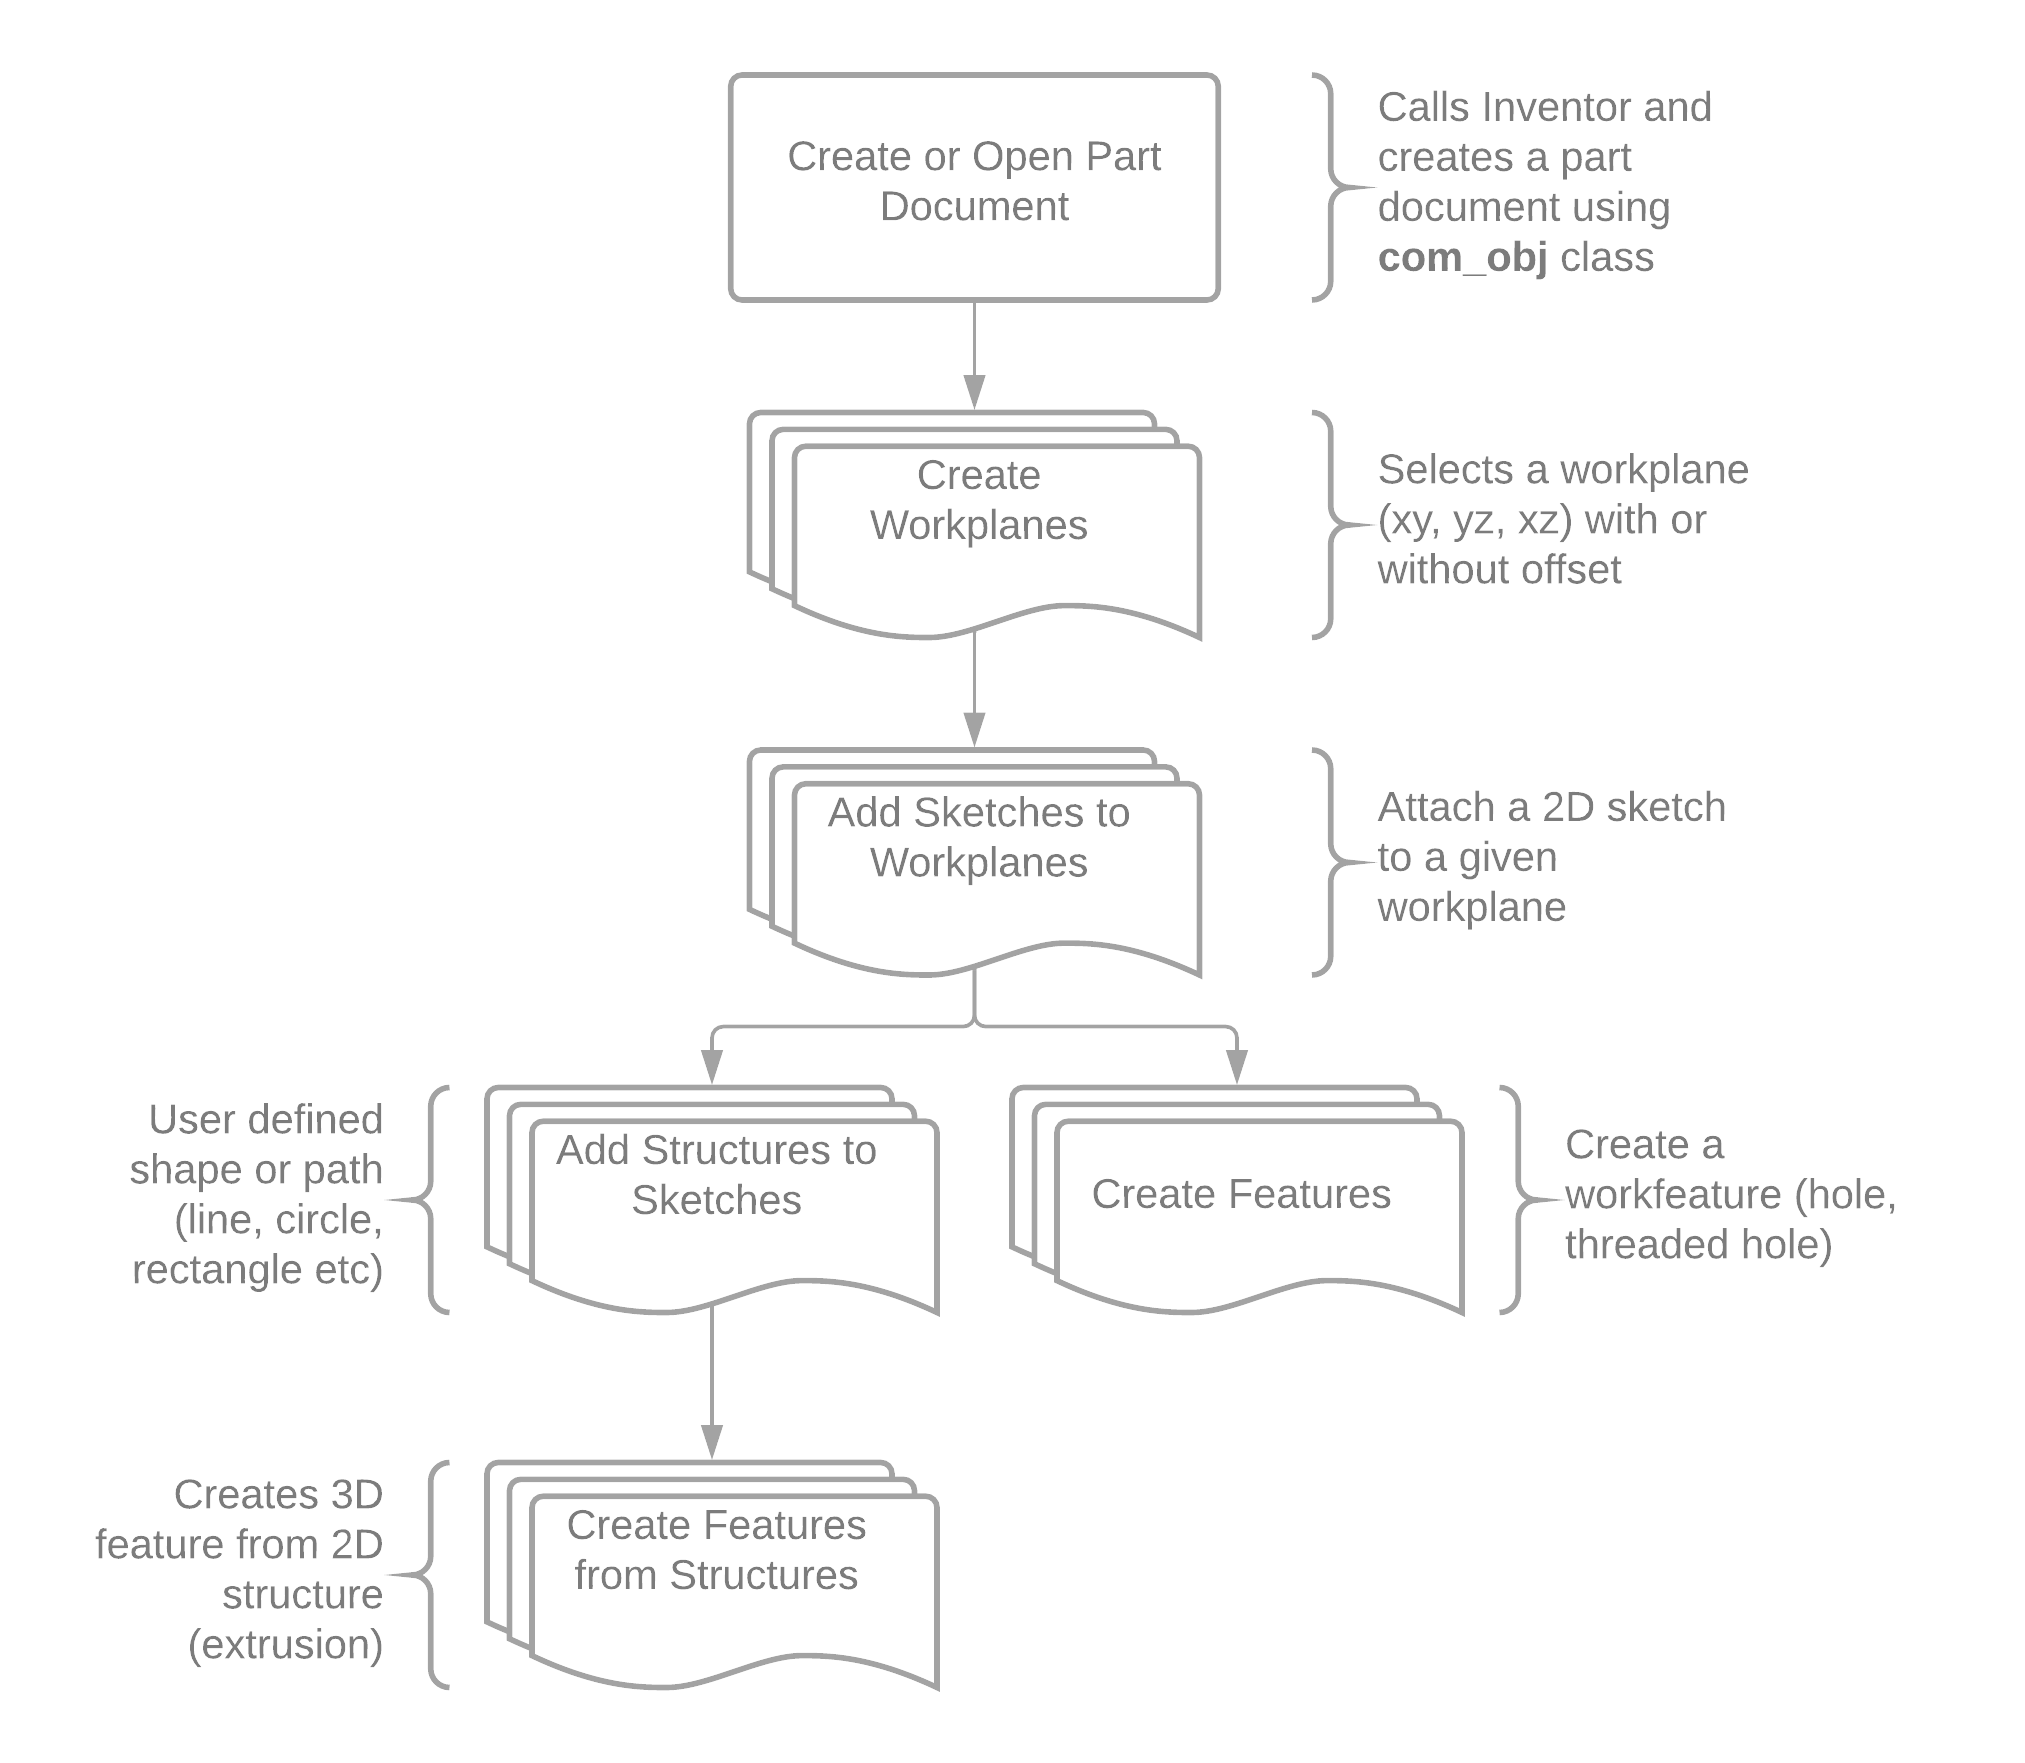 Create or Open Part
Document
Calls Inventor and
creates a part
document using
com_obj class
Create
Workplanes
Selects a workplane
(xy, yz, xz) with or
without offset
Add Sketches to
Workplanes
Attach a 2D sketch
to a given
workplane
User defined
shape or path
(line, circle,
rectangle etc)
Add Structures to
Sketches
Create Features
Create a
workfeature (hole,
threaded hole)
Creates 3D
feature from 2D
structure
(extrusion)
Create Features
from Structures